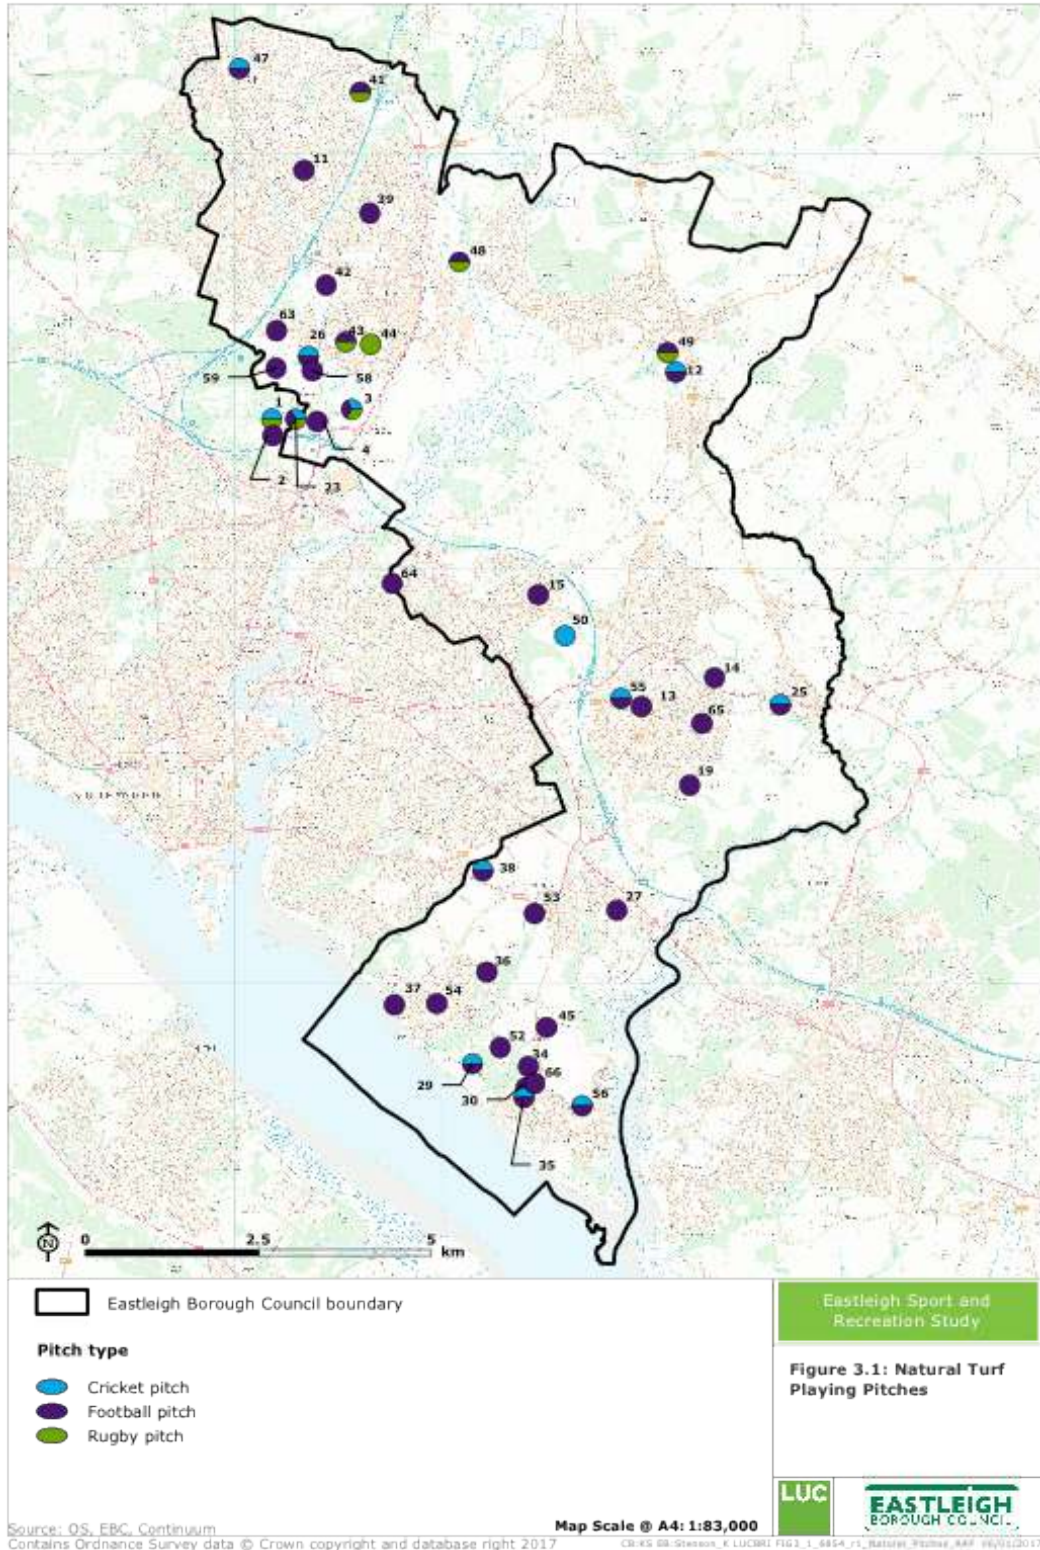 47
41
11
39
48
42
63
26
43
44
49
59
58
12
1
3
4
2
23
64
15
50
14
55
13
25
65
19
38
53
27
36
37
54
45
52
34
29
66
30
56
35
N
0 2.5 5 km
Eastleigh Borough Council boundary
Pitch type
Cricket pitch
Football pitch
Rugby pitch
Eastleigh Sport and
Recreation Study
Figure 3.1: Natural Turf
Playing Pitches
LUC
EASTLEIGH
BOROUGH COUNCIL
Source: OS, EBC, Continuum
Map Scale @ A4: 1:83,000
Contains Ordnance Survey data © Crown copyright and database right 2017